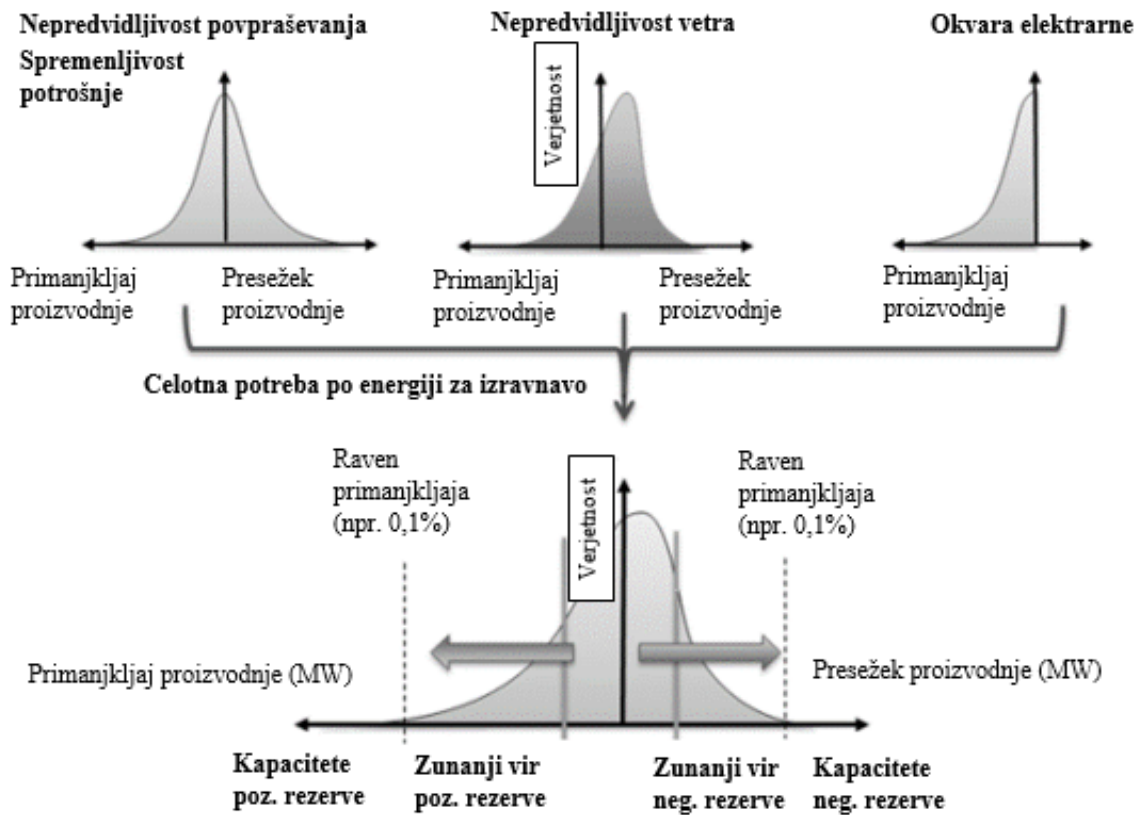 Nepredvidljivost povpraševanja
Spremenljivost
potrošnje
Nepredvidljivost vetra
Okvara elektrarne
Verjetnost
Primanjkljaj
proizvodnje
Presežek
proizvodnje
Primanjkljaj
proizvodnje
Presežek
proizvodnje
Primanjkljaj
proizvodnje
Celotna potreba po energiji za izravnavo
Raven
primanjkljaja
(npr. 0,1%)
Verjetnost
Raven
primanjkljaja
(npr. 0,1%)
Primanjkljaj proizvodnje (MW)
Presežek proizvodnje (MW)
Kapacitete
poz. rezerve
Zunanji vir
poz. rezerve
Zunanji vir
neg. rezerve
Kapacitete
neg. rezerve